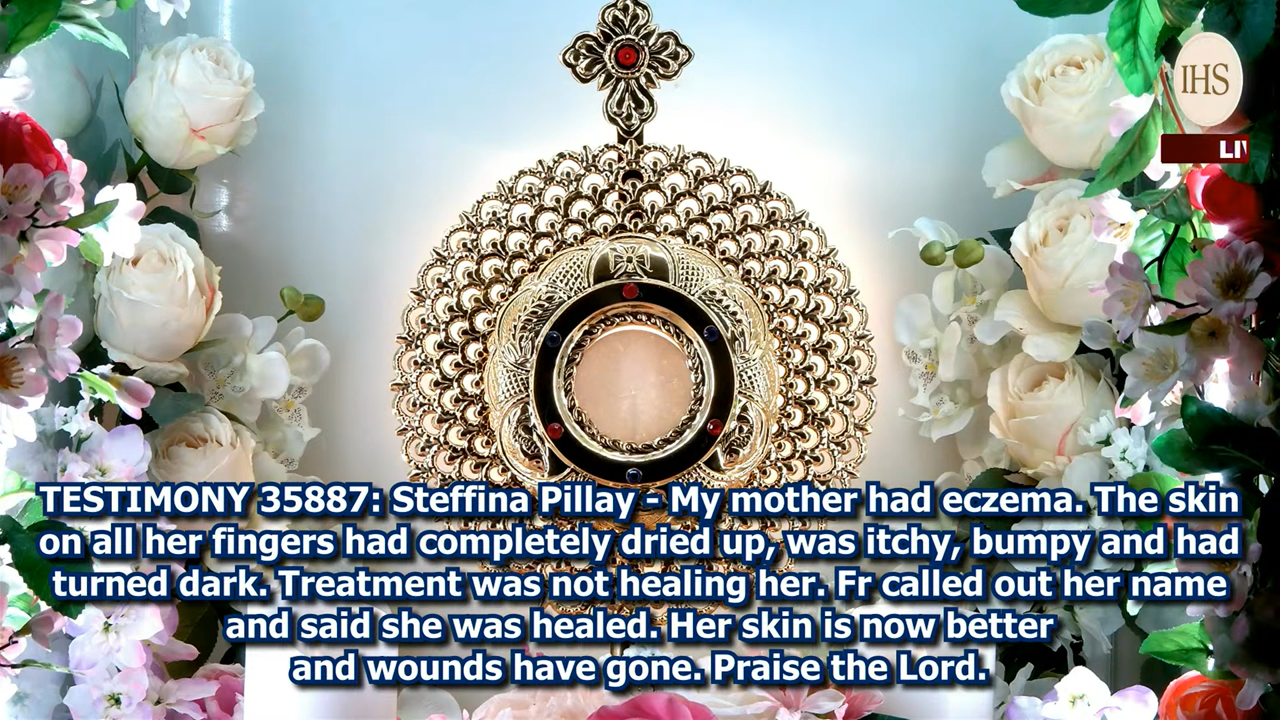 IHS
LIV
TESTIMONY 35887: Steffina Pillay - My mother had eczema. The skin
on all her fingers had completely dried up, was itchy, bumpy and had
turned dark. Treatment was not healing her. Fr called out her name
and said she was healed. Her skin is now better
and wounds have gone. Praise the Lord.